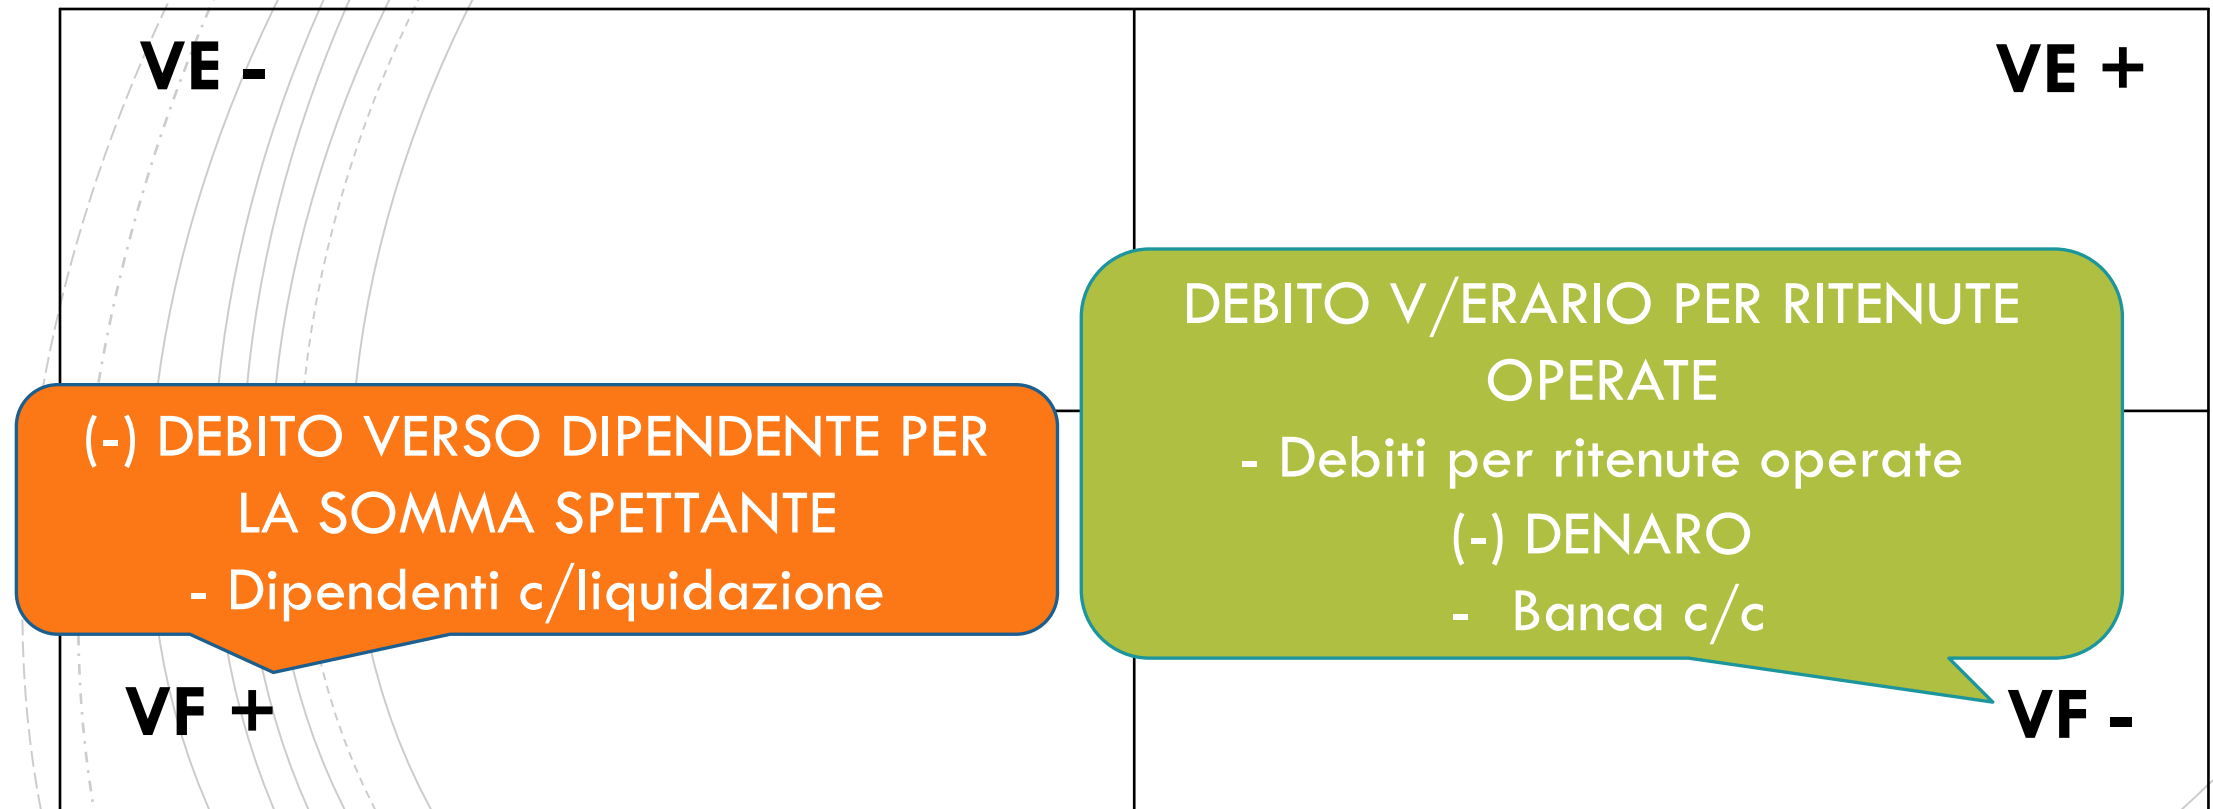 VE -
VE +
(-) DEBITO VERSO DIPENDENTE PER
LA SOMMA SPETTANTE
- Dipendenti c/liquidazione
DEBITO V/ERARIO PER RITENUTE
OPERATE
- Debiti per ritenute operate
(-) DENARO
- Banca c/c
VF +
VF -